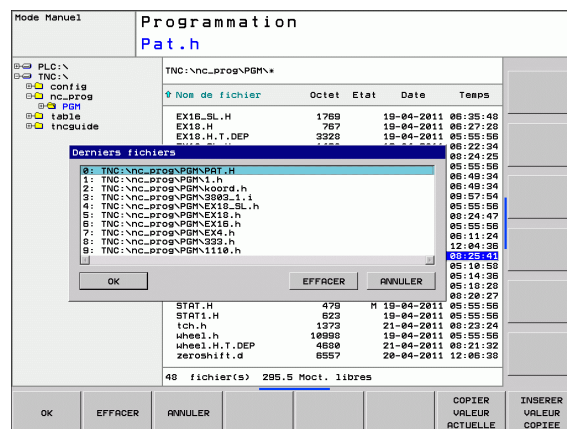 Mode Manuel
Programmation
Pat.h
PLC:\
TNC:\
config
nc_prog
PGM
table
tncguide
TNC:\nc_prog\PGM\*
Nom de fichier Octet Etat Date Temps
EX16_SL.H 1769 19-04-2011 06:35:48
EX18.H 767 19-04-2011 06:27:28
EX18.H.T.DEP 3328 19-04-2011 05:55:56
06:22:34
08:24:25
05:55:56
06:49:34
06:49:34
09:57:54
05:55:56
08:24:47
05:55:56
06:11:24
12:04:36
08:25:41
05:10:58
05:14:36
05:18:28
08:20:27
Derniers fichiers
0: TNC:\nc_prog\PGM\PAT.H
1: TNC:\nc_prog\PGM\1.h
2: TNC:\nc_prog\PGM\koord.h
3: TNC:\nc_prog\PGM\3803_1.i
4: TNC:\nc_prog\PGM\EX18_SL.h
5: TNC:\nc_prog\PGM\EX18.h
6: TNC:\nc_prog\PGM\EX16.h
7: TNC:\nc_prog\PGM\EX4.h
8: TNC:\nc_prog\PGM\333.h
9: TNC:\nc_prog\PGM\1110.h
OK EFFACER ANNULER
STAT.H 479 M 19-04-2011 05:55:56
STAT1.H 623 19-04-2011 05:55:56
tch.h 1373 21-04-2011 08:23:24
wheel.h 10998 19-04-2011 05:55:56
wheel.H.T.DEP 4680 21-04-2011 08:21:32
zeroshift.d 6557 20-04-2011 12:06:38
48 fichier(s) 295.5 Moct. libres
OK EFFACER ANNULER
COPIER
VALEUR
ACTUELLE
INSERER
VALEUR
COPIEE